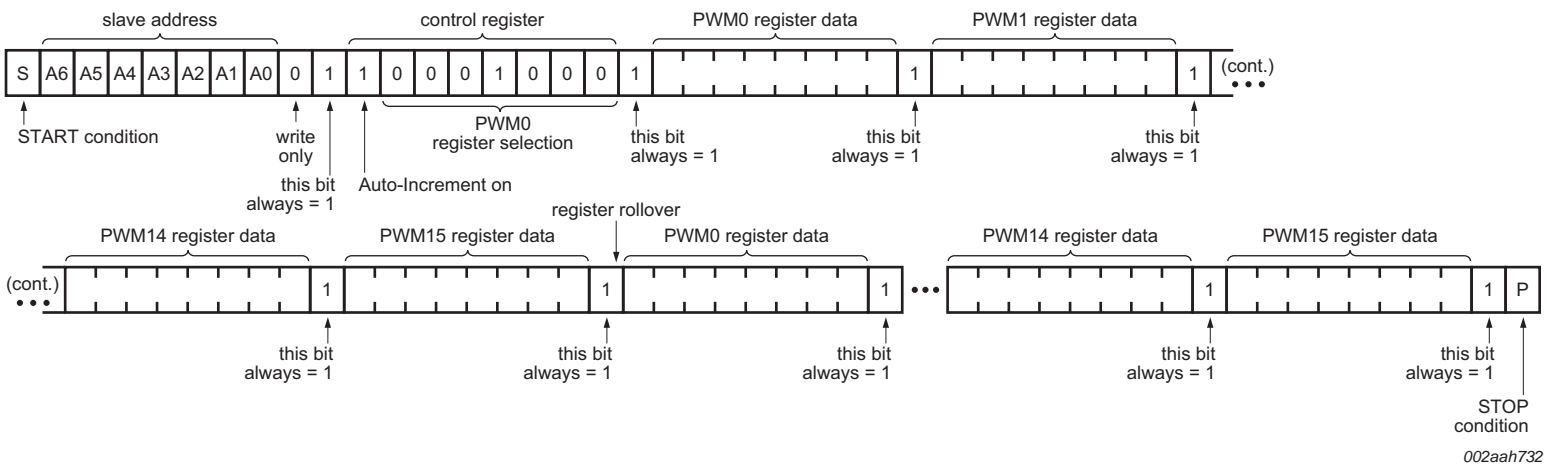 slave address control register PWM0 register data PWM1 register data
S A6 A5 A4 A3 A2 A1 A0 0 1 1 0 0 0 1 0 0 0 1 1 1 (cont.)
START condition
write
only
this bit
always = 1
Auto-Increment on
PWM0
register selection
this bit
always = 1
this bit
always = 1
this bit
always = 1
register rollover
PWM14 register data PWM15 register data PWM0 register data PWM14 register data PWM15 register data
(cont.) 1 1 1 1 1 P
this bit
always = 1
this bit
always = 1
this bit
always = 1
this bit
always = 1
this bit
always = 1
STOP
condition
002aah732